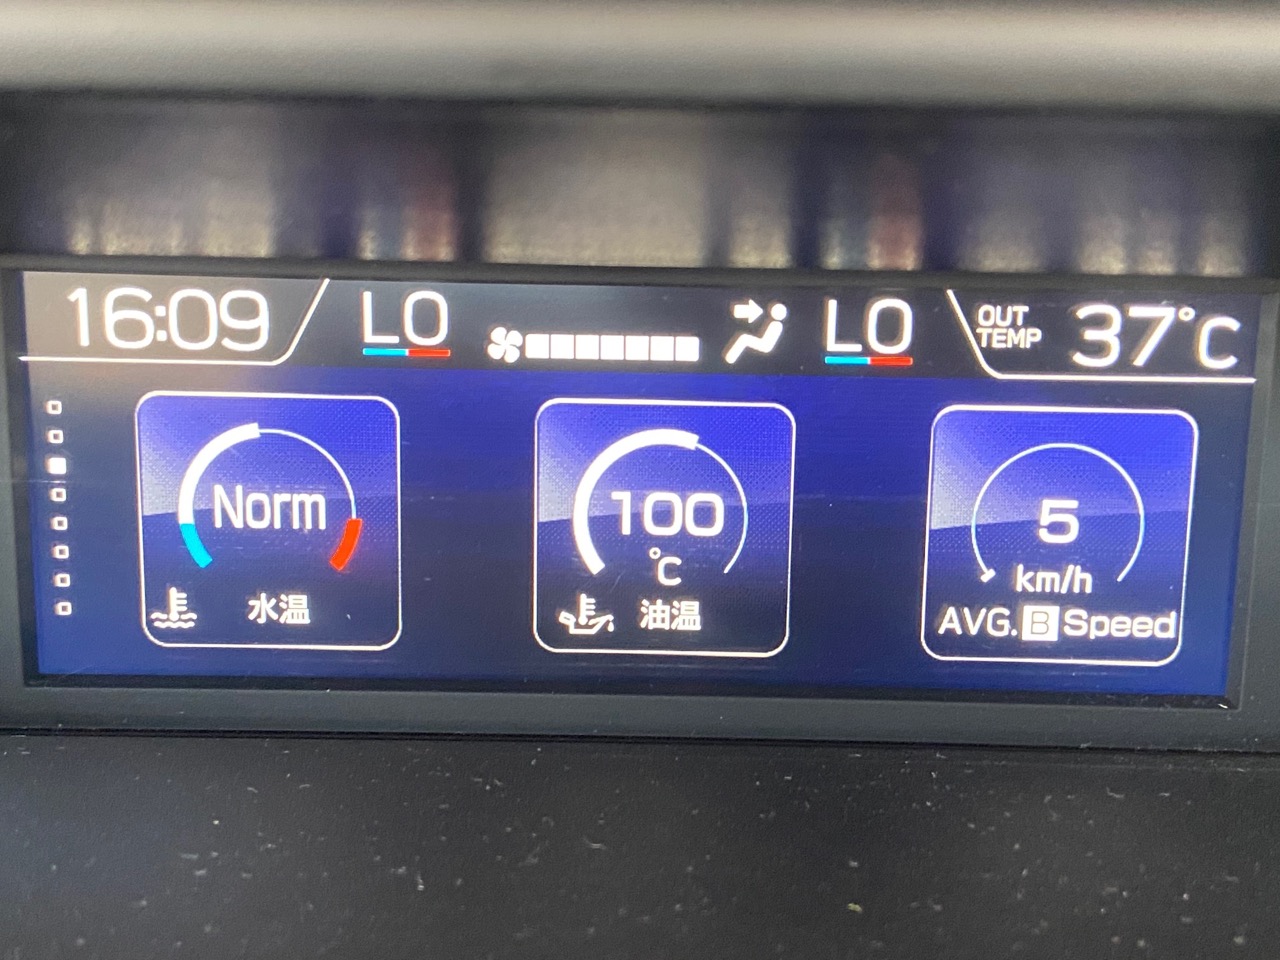 16:09
LO
LO
OUT
TEMP
37°C
Norm
水温
100
°C
油温
5
km/h
AVG. B Speed